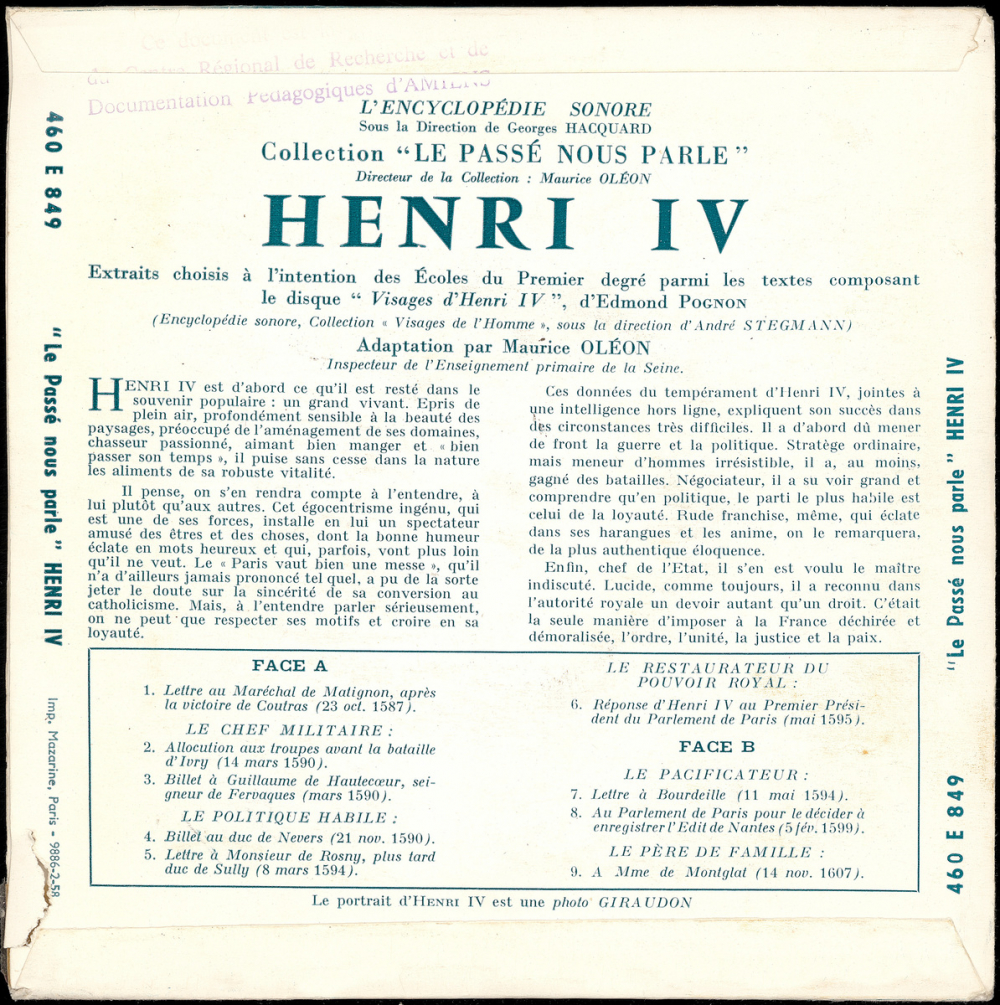 Ce document
du Centre Régional de Recherche et de
Documentation Pédagogiques d'AMIENS
L'ENCYCLOPÉDIE SONORE
Sous la Direction de Georges HACQUARD
Collection “LE PASSÉ NOUS PARLE”
Directeur de la Collection : Maurice OLÉON
HENRI IV
Extraits choisis à l'intention des Écoles du Premier degré parmi les textes composant
le disque “ Visages d'Henri IV ”, d'Edmond POGNON
(Encyclopédie sonore, Collection « Visages de l'Homme », sous la direction d'André STEGMANN)
Adaptation par Maurice OLÉON
Inspecteur de l'Enseignement primaire de la Seine.
HENRI IV est d'abord ce qu'il est resté dans le
souvenir populaire : un grand vivant. Epris de
plein air, profondément sensible à la beauté des
paysages, préoccupé de l'aménagement de ses domaines,
chasseur passionné, aimant bien manger et « bien
passer son temps », il puise sans cesse dans la nature
les aliments de sa robuste vitalité.
Il pense, on s'en rendra compte à l'entendre, à
lui plutôt qu'aux autres. Cet égocentrisme ingénu, qui
est une de ses forces, installe en lui un spectateur
amusé des êtres et des choses, dont la bonne humeur
éclate en mots heureux et qui, parfois, vont plus loin
qu'il ne veut. Le « Paris vaut bien une messe », qu'il
n'a d'ailleurs jamais prononcé tel quel, a pu de la sorte
jeter le doute sur la sincérité de sa conversion au
catholicisme. Mais, à l'entendre parler sérieusement,
on ne peut que respecter ses motifs et croire en sa
loyauté.
Ces données du tempérament d'Henri IV, jointes à
une intelligence hors ligne, expliquent son succès dans
des circonstances très difficiles. Il a d'abord dû mener
de front la guerre et la politique. Stratège ordinaire,
mais meneur d'hommes irrésistible, il a, au moins,
gagné des batailles. Négociateur, il a su voir grand et
comprendre qu'en politique, le parti le plus habile est
celui de la loyauté. Rude franchise, même, qui éclate
dans ses harangues et les anime, on le remarquera,
de la plus authentique éloquence.
Enfin, chef de l'Etat, il s'en est voulu le maître
indiscuté. Lucide, comme toujours, il a reconnu dans
l'autorité royale un devoir autant qu'un droit. C'était
la seule manière d'imposer à la France déchirée et
démoralisée, l'ordre, l'unité, la justice et la paix.
FACE A
1. Lettre au Maréchal de Matignon, après
la victoire de Coutras (23 oct. 1587).
LE CHEF MILITAIRE :
2. Allocution aux troupes avant la bataille
d'Ivry (14 mars 1590).
3. Billet à Guillaume de Hautecœur, sei-
gneur de Fervaques (mars 1590).
LE POLITIQUE HABILE :
4. Billet au duc de Nevers (21 nov. 1590).
5. Lettre à Monsieur de Rosny, plus tard
duc de Sully (8 mars 1594).
LE RESTAURATEUR DU
POUVOIR ROYAL :
6. Réponse d'Henri IV au Premier Prési-
dent du Parlement de Paris (mai 1595).
FACE B
LE PACIFICATEUR :
7. Lettre à Bourdeille (11 mai 1594).
8. Au Parlement de Paris pour le décider à
enregistrer l'Edit de Nantes (5 fév. 1599).
LE PÈRE DE FAMILLE :
9. A Mme de Montglat (14 nov. 1607).
Le portrait d'HENRI IV est une photo GIRAUDON
460 E 849
“Le Passé nous parle” HENRI IV
Imp. Mazarine, Paris - 9886-2-58
“Le Passé nous parle” HENRI IV
460 E 849